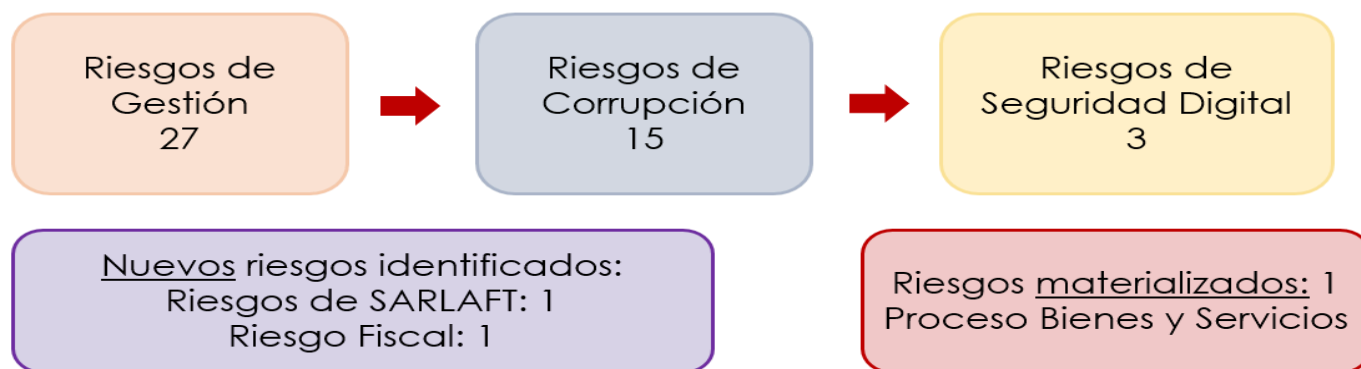 Riesgos de
Gestión
27
Riesgos de
Corrupción
15
Riesgos de
Seguridad Digital
3
Nuevos riesgos identificados:
Riesgos de SARLAFT: 1
Riesgo Fiscal: 1
Riesgos materializados: 1
Proceso Bienes y Servicios